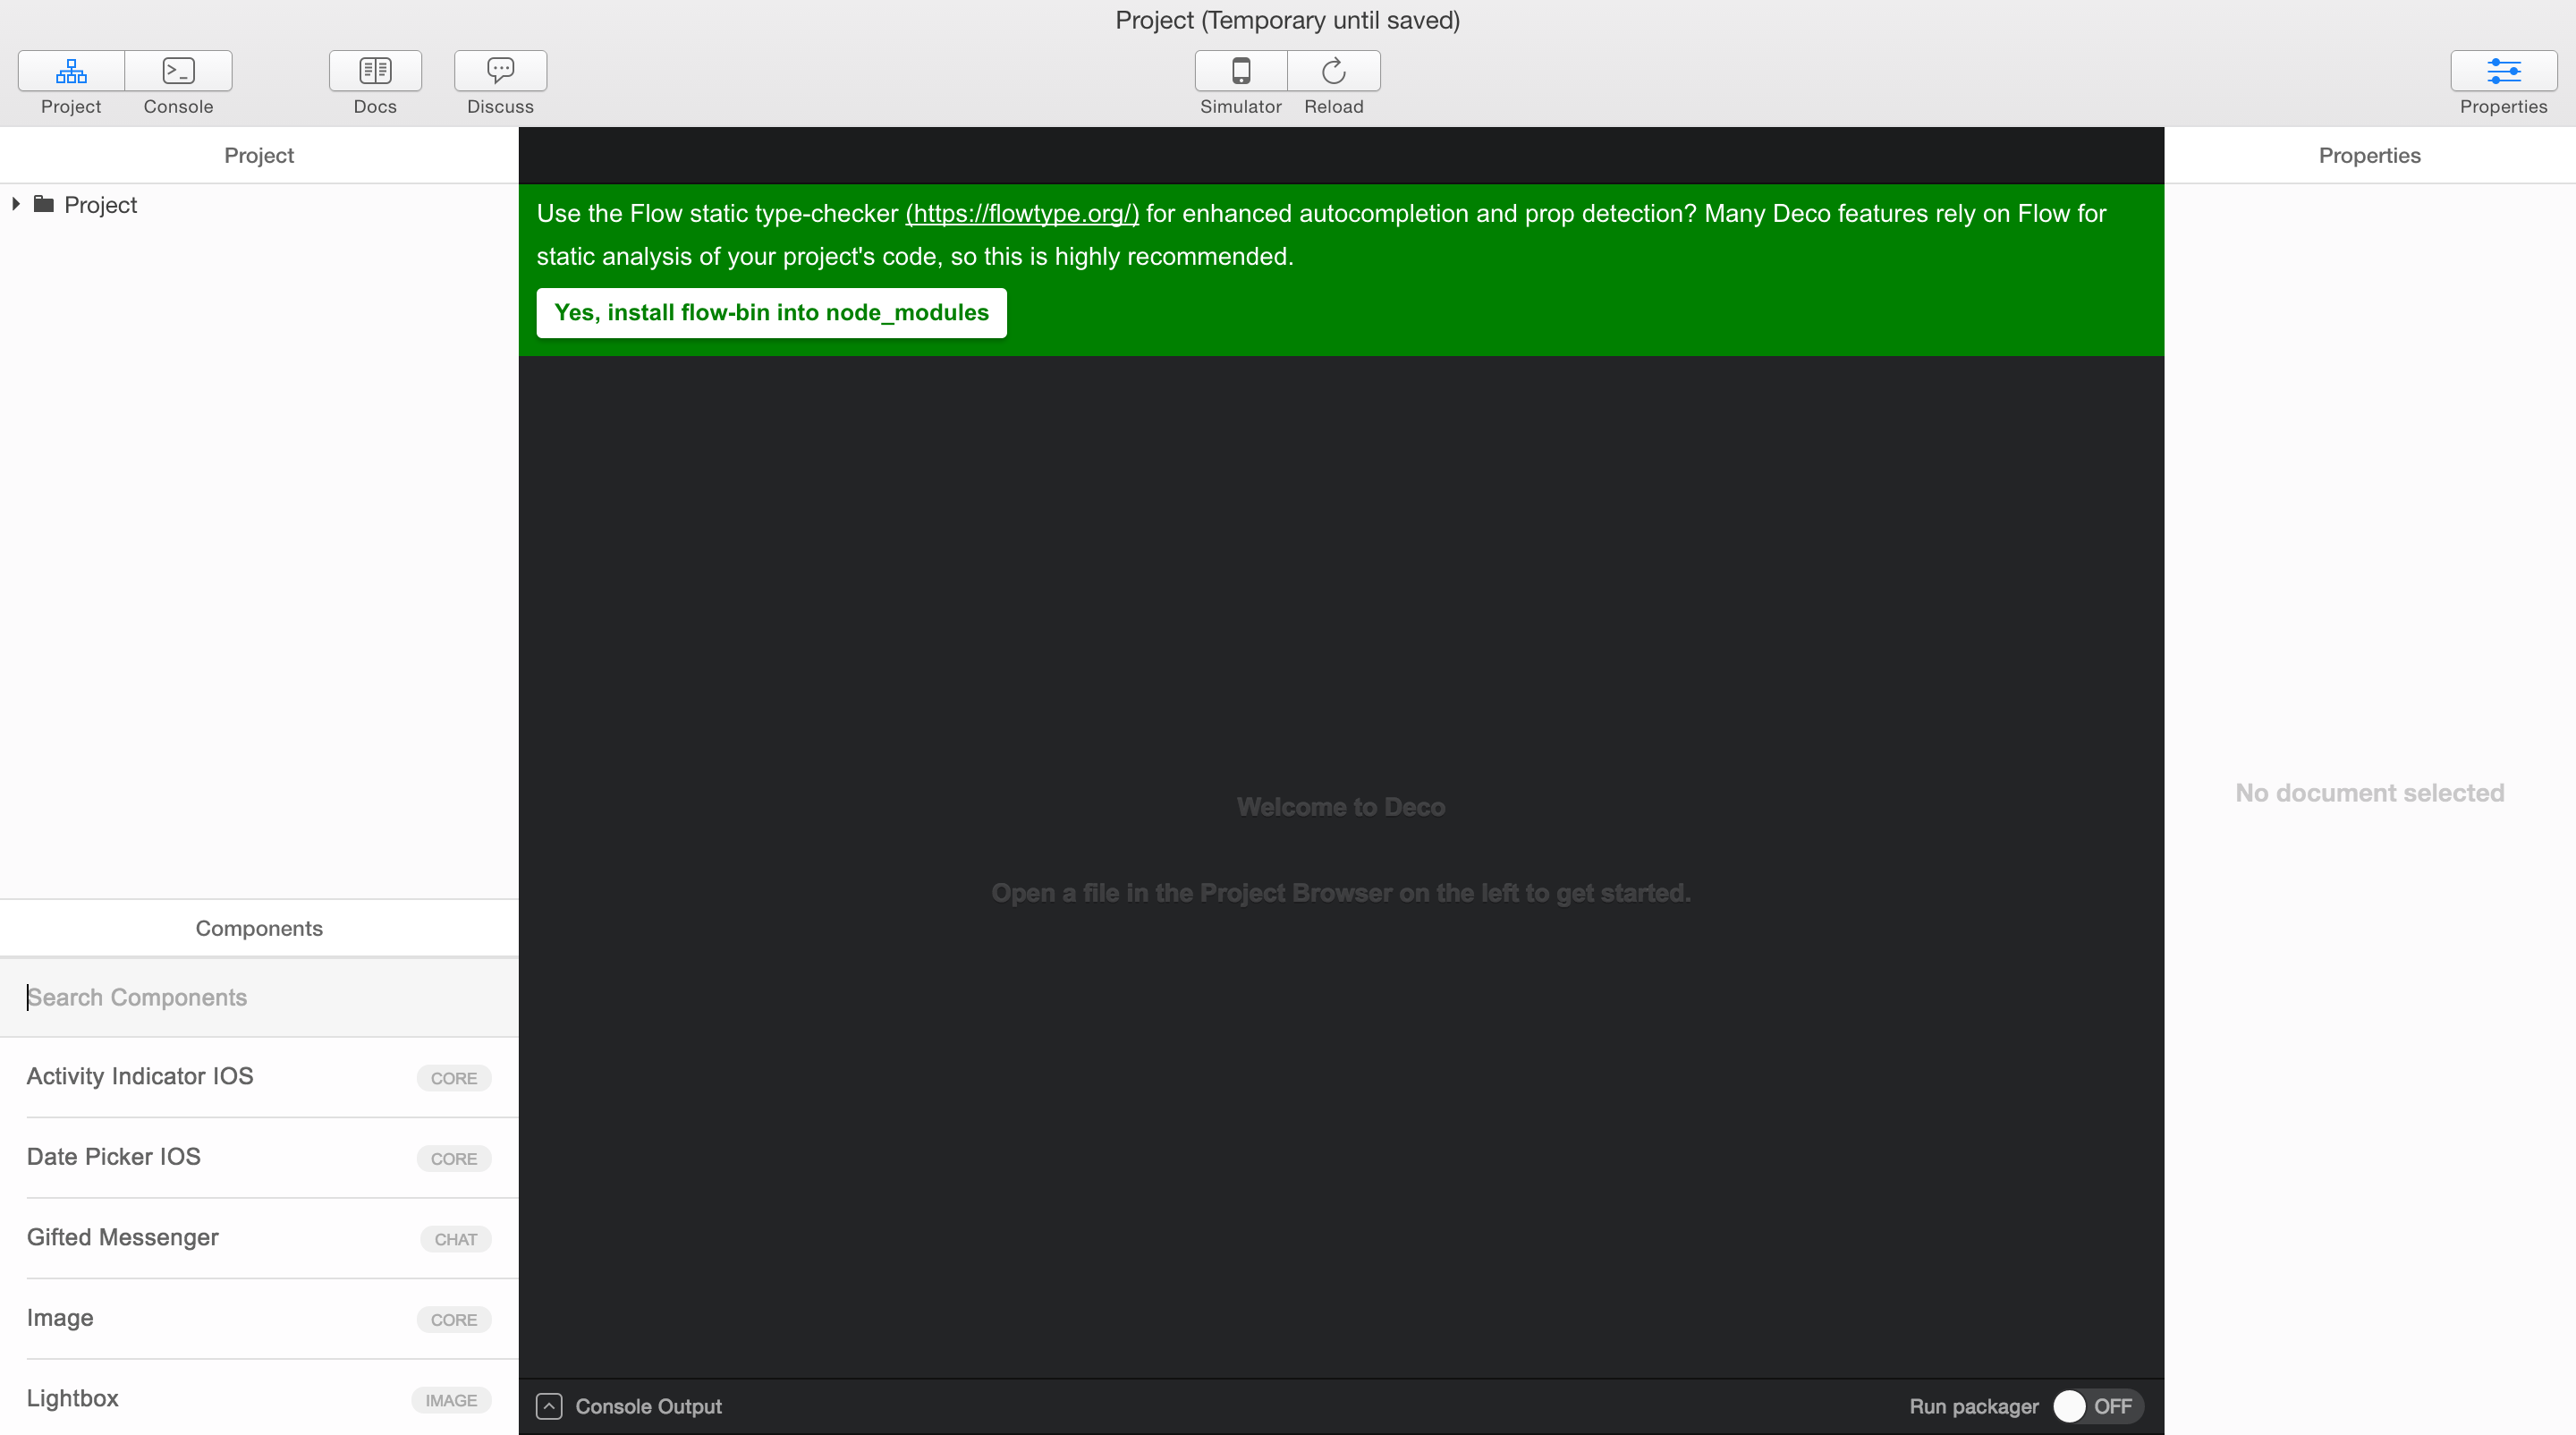 Project (Temporary until saved)
Project
Console
Docs
Discuss
Simulator
Reload
Properties
Project
Project
Use the Flow static type-checker (https://flowtype.org/) for enhanced autocompletion and prop detection? Many Deco features rely on Flow for
static analysis of your project's code, so this is highly recommended.
Yes, install flow-bin into node_modules
Welcome to Deco
Open a file in the Project Browser on the left to get started.
Properties
No document selected
Components
Search Components
Activity Indicator IOS CORE
Date Picker IOS CORE
Gifted Messenger CHAT
Image CORE
Lightbox IMAGE
Console Output
Run packager OFF